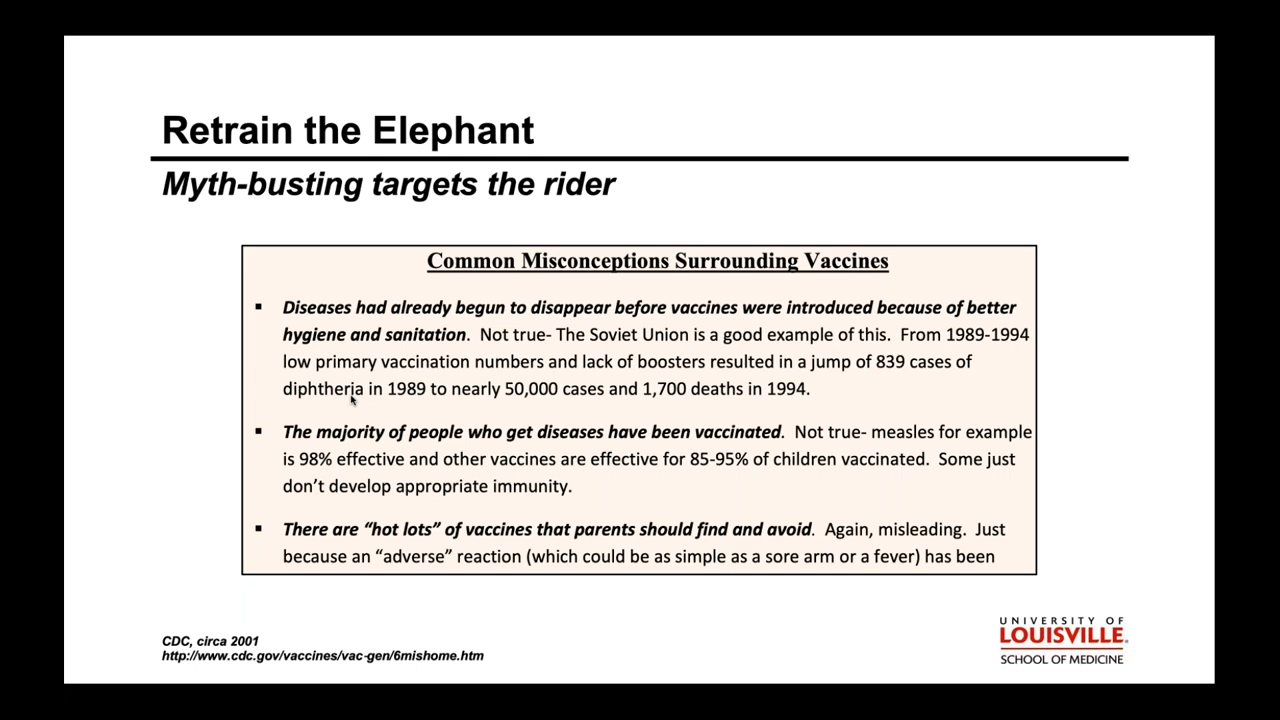 Retrain the Elephant
Myth-busting targets the rider
Common Misconceptions Surrounding Vaccines
▪ Diseases had already begun to disappear before vaccines were introduced because of better
hygiene and sanitation. Not true- The Soviet Union is a good example of this. From 1989-1994
low primary vaccination numbers and lack of boosters resulted in a jump of 839 cases of
diphtheria in 1989 to nearly 50,000 cases and 1,700 deaths in 1994.
▪ The majority of people who get diseases have been vaccinated. Not true- measles for example
is 98% effective and other vaccines are effective for 85-95% of children vaccinated. Some just
don’t develop appropriate immunity.
▪ There are “hot lots” of vaccines that parents should find and avoid. Again, misleading. Just
because an “adverse” reaction (which could be as simple as a sore arm or a fever) has been
CDC, circa 2001
http://www.cdc.gov/vaccines/vac-gen/6mishome.htm
UNIVERSITY OF
LOUISVILLE.
SCHOOL OF MEDICINE